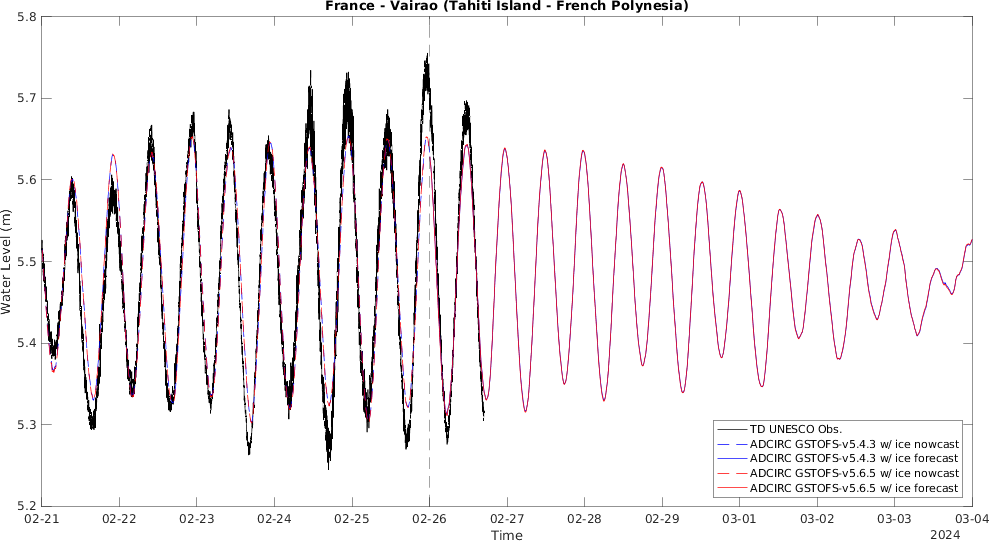 France - Vairao (Tahiti Island - French Polynesia)
5.8
5.7
5.6
5.5
5.4
5.3
5.2
Water Level (m)
TD UNESCO Obs.
ADCIRC GSTOFS-v5.4.3 w/ ice nowcast
ADCIRC GSTOFS-v5.4.3 w/ ice forecast
ADCIRC GSTOFS-v5.6.5 w/ ice nowcast
ADCIRC GSTOFS-v5.6.5 w/ ice forecast
02-21 02-22 02-23 02-24 02-25 02-26 02-27 02-28 02-29 03-01 03-02 03-03 03-04
Time
2024